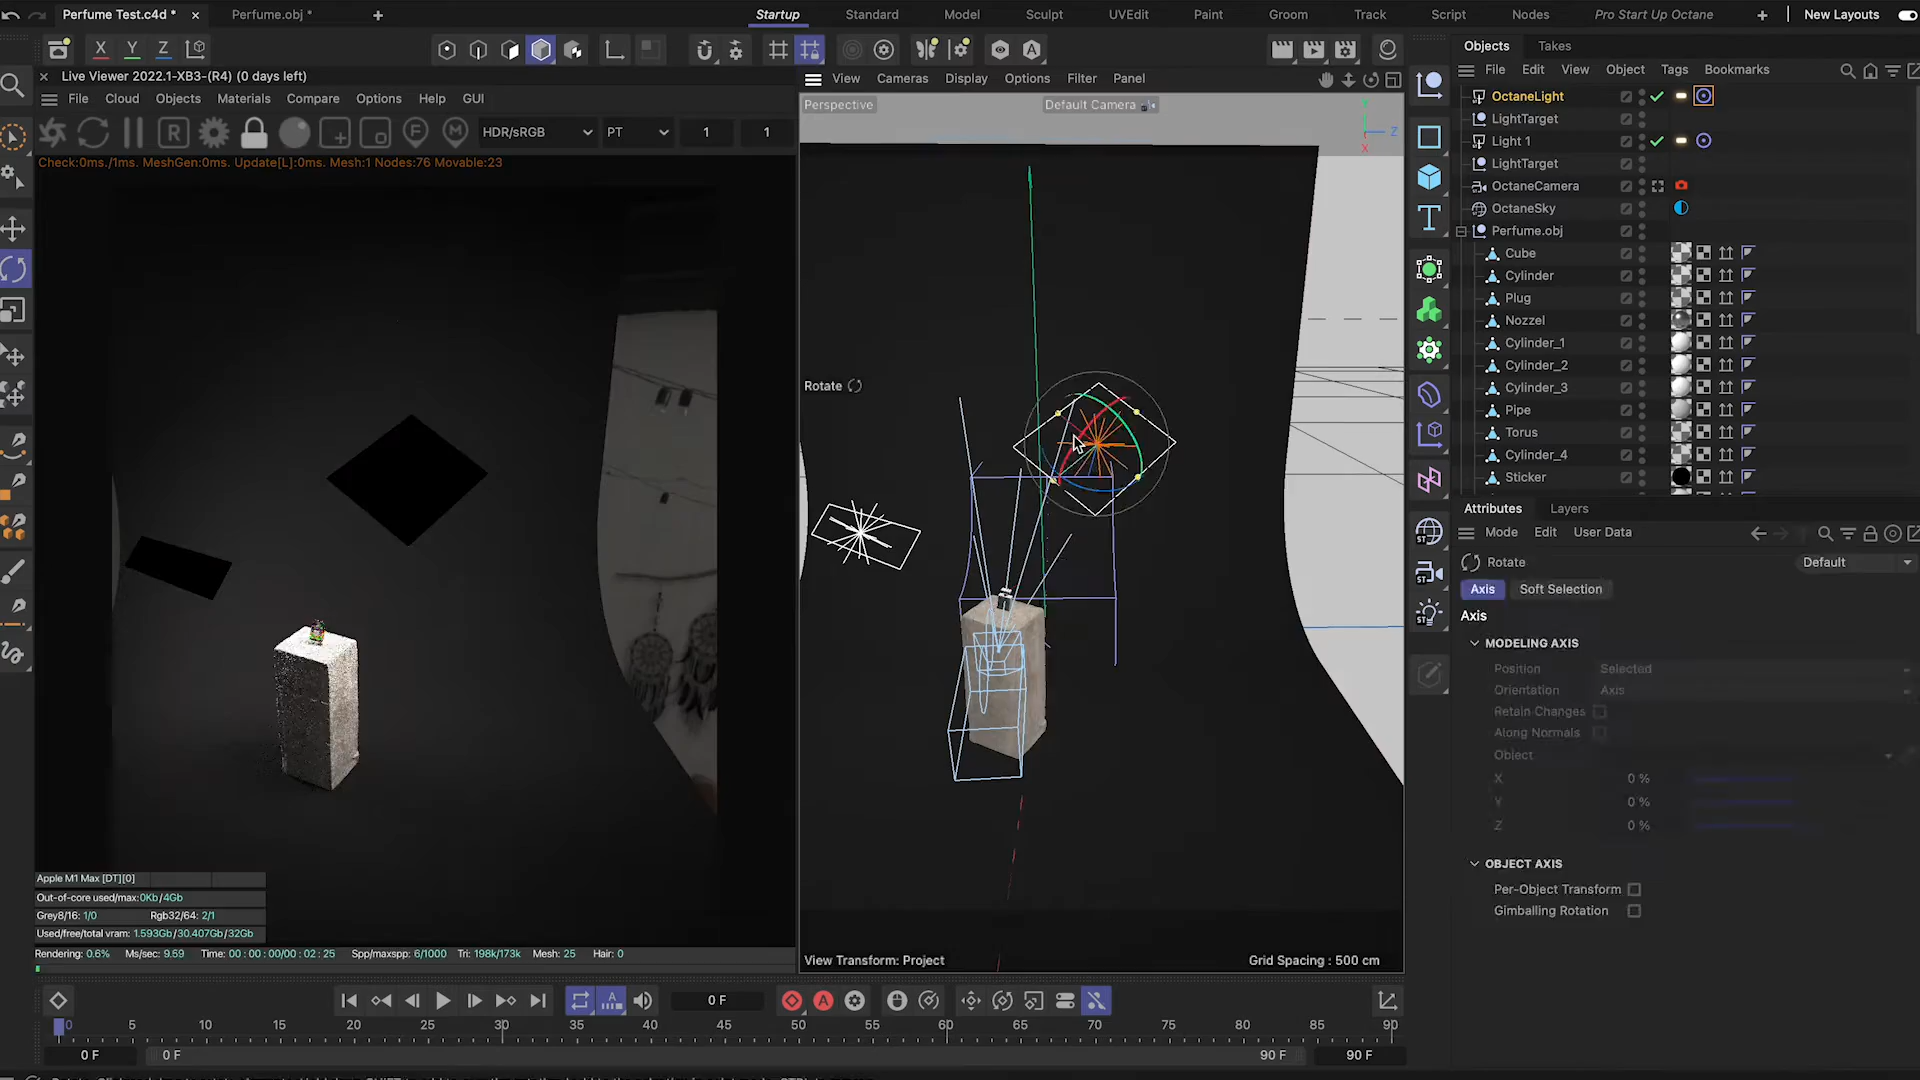 Perfume Test.c4d * × Perfume.obj * + Startup Standard Model Sculpt UVEdit Paint Groom Track Script Nodes Pro Start Up Octane + New Layouts
X Y Z
Objects Takes
× Live Viewer 2022.1-XB3-(R4) (0 days left)
View Cameras Display Options Filter Panel
File Edit View Object Tags Bookmarks
File Cloud Objects Materials Compare Options Help GUI
Perspective Default Camera
HDR/sRGB PT 1 1
Check:0ms./1ms. MeshGen:0ms. Update[L]:0ms. Mesh:1 Nodes:76 Movable:23
Y
Z
X
OctaneLight
LightTarget
Light 1
LightTarget
OctaneCamera
OctaneSky
Perfume.obj
Cube
Cylinder
Plug
Nozzel
Cylinder_1
Cylinder_2
Cylinder_3
Pipe
Torus
Cylinder_4
Sticker
Rotate
Attributes Layers
Mode Edit User Data
Rotate Default
Axis Soft Selection
Axis
MODELING AXIS
Position Selected
Orientation Axis
Retain Changes
Along Normals
Object
X 0 %
Y 0 %
Z 0 %
OBJECT AXIS
Per-Object Transform
Gimballing Rotation
Apple M1 Max [DT][0]
Out-of-core used/max:0Kb/4Gb
Grey8/16: 1/0 Rgb32/64: 2/1
Used/free/total vram: 1.593Gb/30.407Gb/32Gb
Rendering: 0.6% Ms/sec: 9.59 Time: 00 : 00 : 00/00 : 02 : 25 Spp/maxspp: 6/1000 Tri: 198k/173k Mesh: 25 Hair: 0
View Transform: Project Grid Spacing : 500 cm
0 F
0 5 10 15 20 25 30 35 40 45 50 55 60 65 70 75 80 85 90
0 F 0 F 90 F 90 F